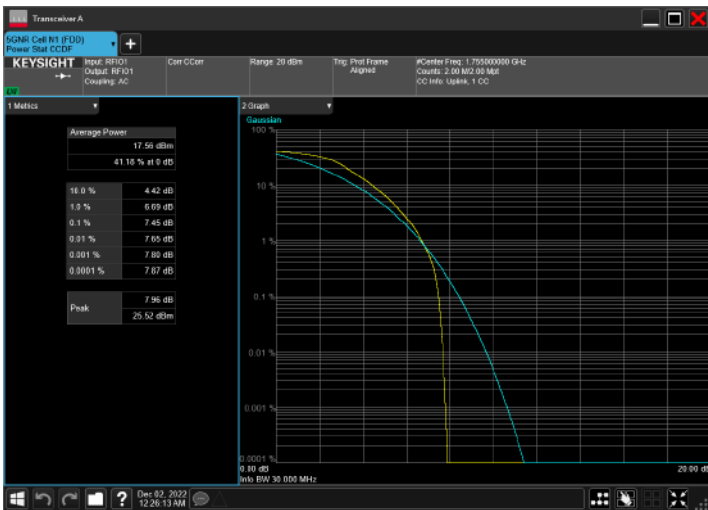 Transceiver A
5GNR Cell N1 (FDD)
Power Stat CCDF
KEYSIGHT
Input: RFIO1
Output: RFIO1
Coupling: AC
Corr CCorr
Range: 20 dBm
Trig: Prot Frame
Aligned
#Center Freq: 1.755000000 GHz
Counts: 2.00 M/2.00 Mpt
CC Info: Uplink, 1 CC
1 Metrics
Average Power
17.56 dBm
41.18 % at 0 dB
10.0 % 4.42 dB
1.0 % 6.69 dB
0.1 % 7.45 dB
0.01 % 7.65 dB
0.001 % 7.80 dB
0.0001 % 7.87 dB
Peak
7.96 dB
25.52 dBm
2 Graph
Gaussian
100 %
10 %
1 %
0.1 %
0.01 %
0.001 %
0.0001 %
0.00 dB
20.00 dB
Info BW 30.000 MHz
Dec 02, 2022
12:26:13 AM